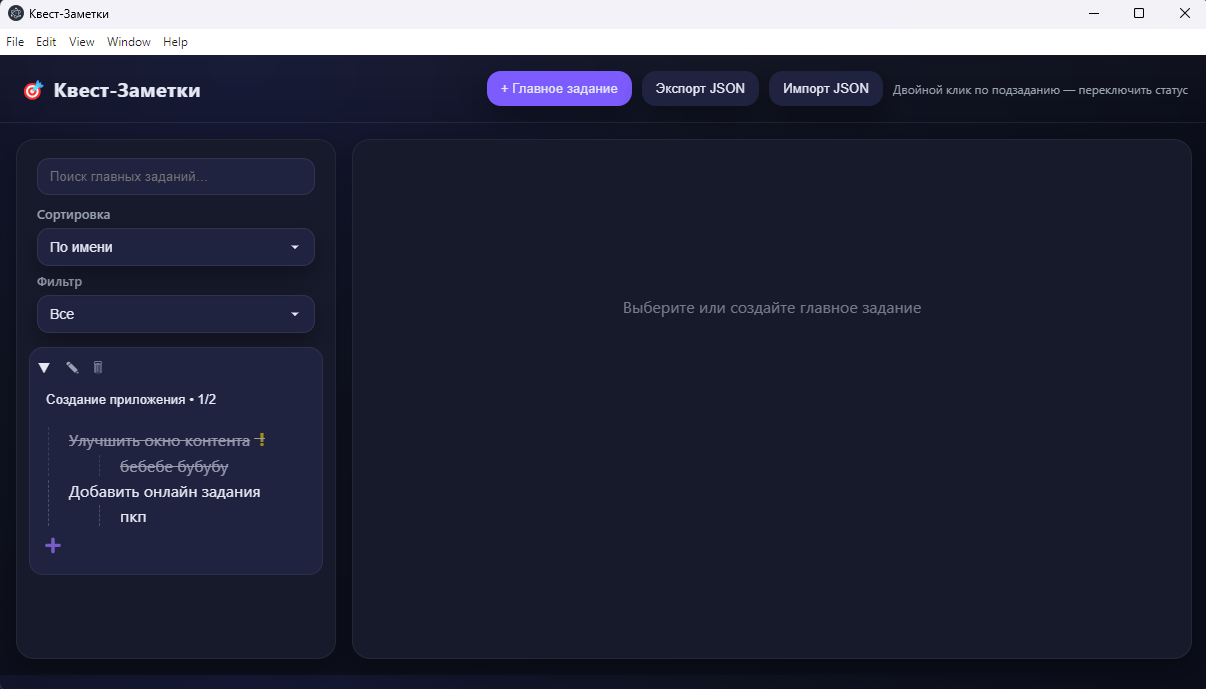 Квест-Заметки
File Edit View Window Help
Квест-Заметки
+ Главное задание
Экспорт JSON
Импорт JSON
Двойной клик по подзаданию — переключить статус
Поиск главных заданий...
Сортировка
По имени
Фильтр
Все
Создание приложения • 1/2
Улучшить окно контента !
бебебе бубубу
Добавить онлайн задания
пкп
+
Выберите или создайте главное задание